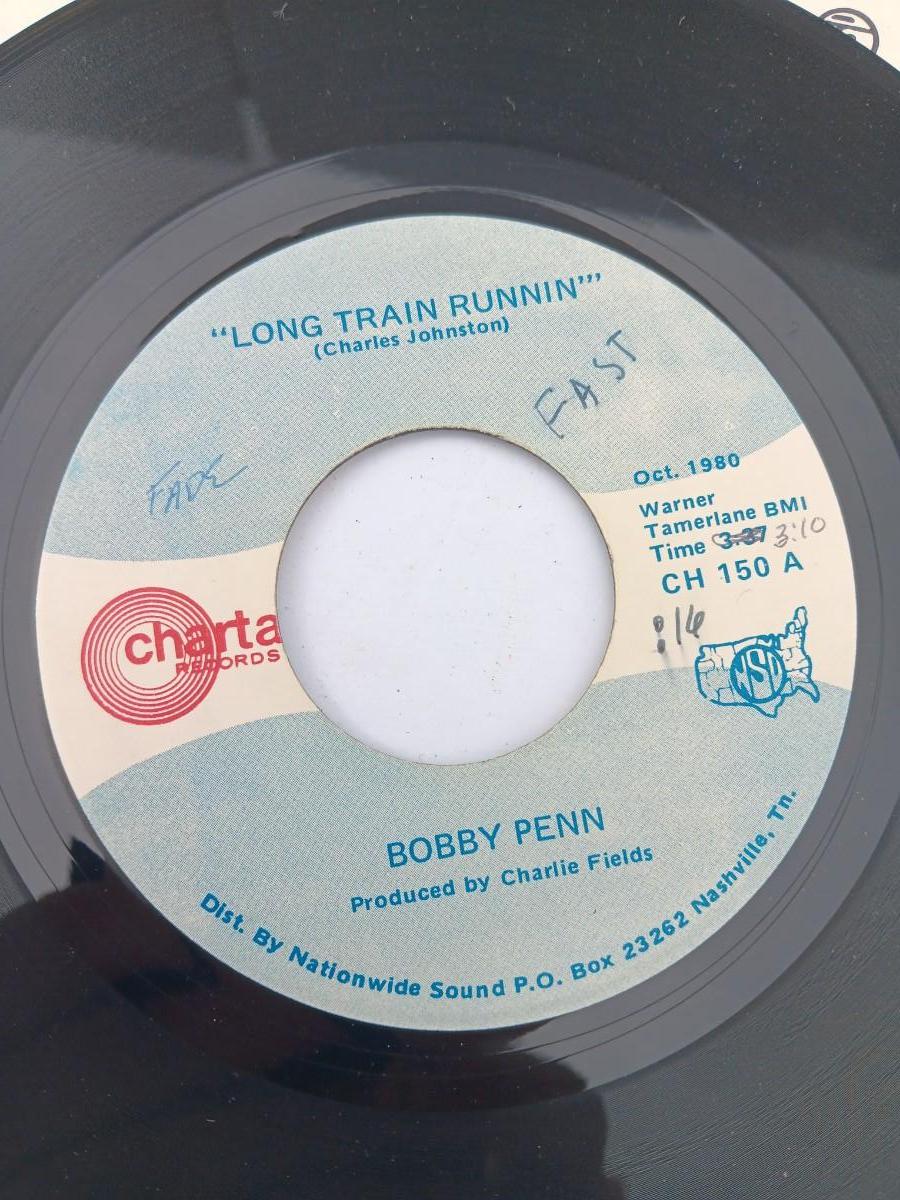 “LONG TRAIN RUNNIN’”
(Charles Johnston)
FAST
FADE
Oct. 1980
Warner
Tamerlane BMI
Time 3:37 3:10
CH 150 A
:16
charta
RECORDS
NSD
BOBBY PENN
Produced by Charlie Fields
Dist. By Nationwide Sound P.O. Box 23262 Nashville, Tn.